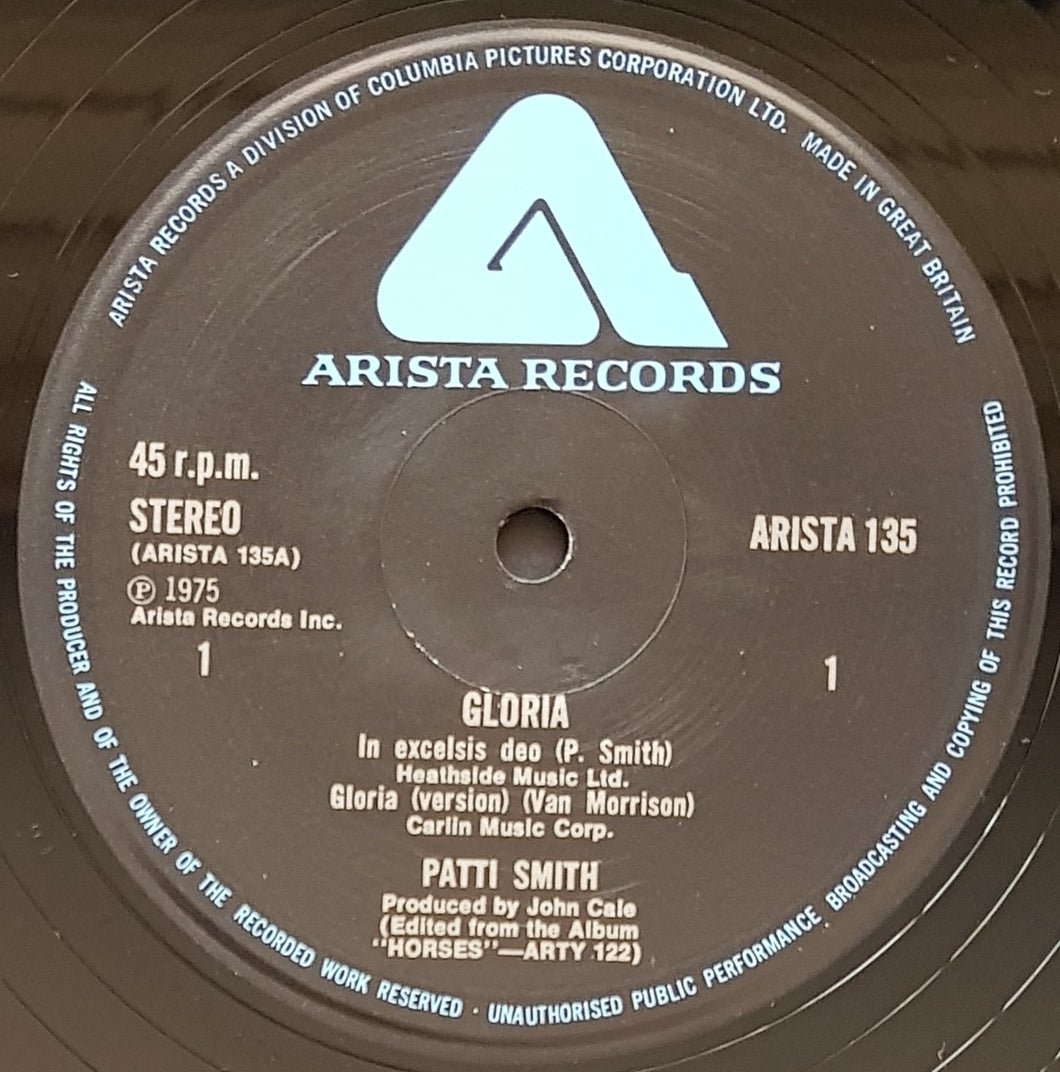 ARISTA RECORDS A DIVISION OF COLUMBIA PICTURES CORPORATION LTD. MADE IN GREAT BRITAIN
ARISTA RECORDS
45 r.p.m.
STEREO
(ARISTA 135A)
℗ 1975
Arista Records Inc.
1
ARISTA 135
1
GLORIA
In excelsis deo (P. Smith)
Heathside Music Ltd.
Gloria (version) (Van Morrison)
Carlin Music Corp.
PATTI SMITH
Produced by John Cale
(Edited from the Album
"HORSES"—ARTY 122)
ALL RIGHTS OF THE PRODUCER AND OF THE OWNER OF THE RECORDED WORK RESERVED · UNAUTHORISED PUBLIC PERFORMANCE BROADCASTING AND COPYING OF THIS RECORD PROHIBITED